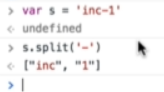 > var s = 'inc-1'
< undefined
> s.split('-')
< ["inc", "1"]
>